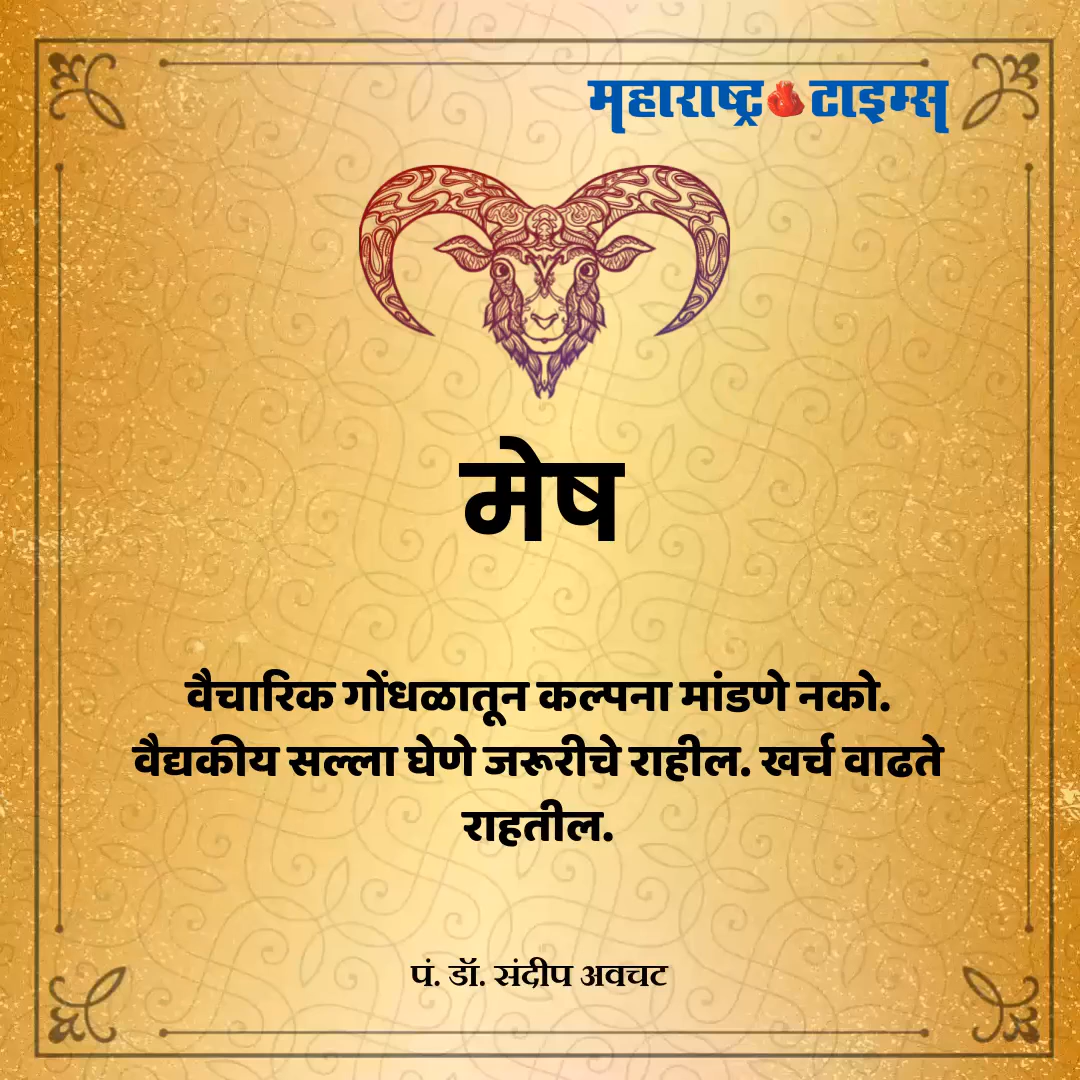 महाराष्ट्र टाइम्स
मेष
वैचारिक गोंधळातून कल्पना मांडणे नको.
वैद्यकीय सल्ला घेणे जरूरीचे राहील. खर्च वाढते
राहतील.
पं. डॉ. संदीप अवचट